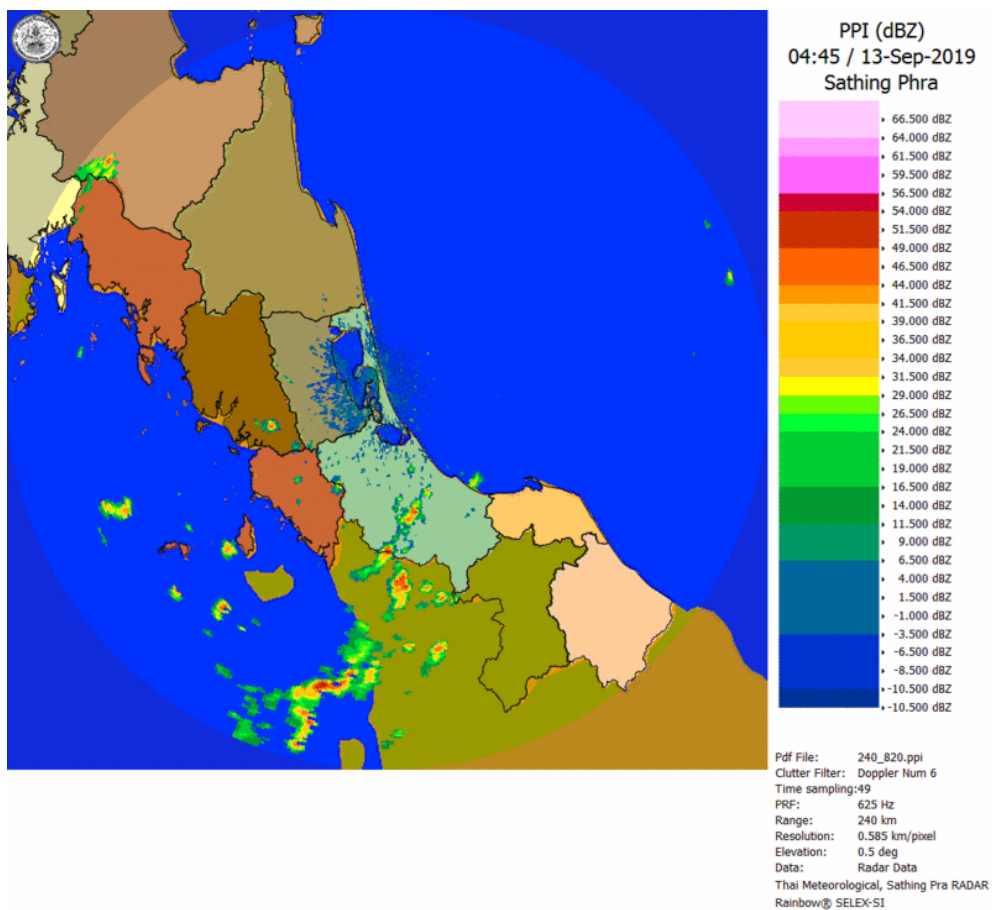 PPI (dBZ)
04:45 / 13-Sep-2019
Sathing Phra
66.500 dBZ
64.000 dBZ
61.500 dBZ
59.500 dBZ
56.500 dBZ
54.000 dBZ
51.500 dBZ
49.000 dBZ
46.500 dBZ
44.000 dBZ
41.500 dBZ
39.000 dBZ
36.500 dBZ
34.000 dBZ
31.500 dBZ
29.000 dBZ
26.500 dBZ
24.000 dBZ
21.500 dBZ
19.000 dBZ
16.500 dBZ
14.000 dBZ
11.500 dBZ
9.000 dBZ
6.500 dBZ
4.000 dBZ
1.500 dBZ
-1.000 dBZ
-3.500 dBZ
-6.500 dBZ
-8.500 dBZ
-10.500 dBZ
-10.500 dBZ
Pdf File: 240_820.ppi
Clutter Filter: Doppler Num 6
Time sampling:49
PRF: 625 Hz
Range: 240 km
Resolution: 0.585 km/pixel
Elevation: 0.5 deg
Data: Radar Data
Thai Meteorological, Sathing Pra RADAR
Rainbow® SELEX-SI